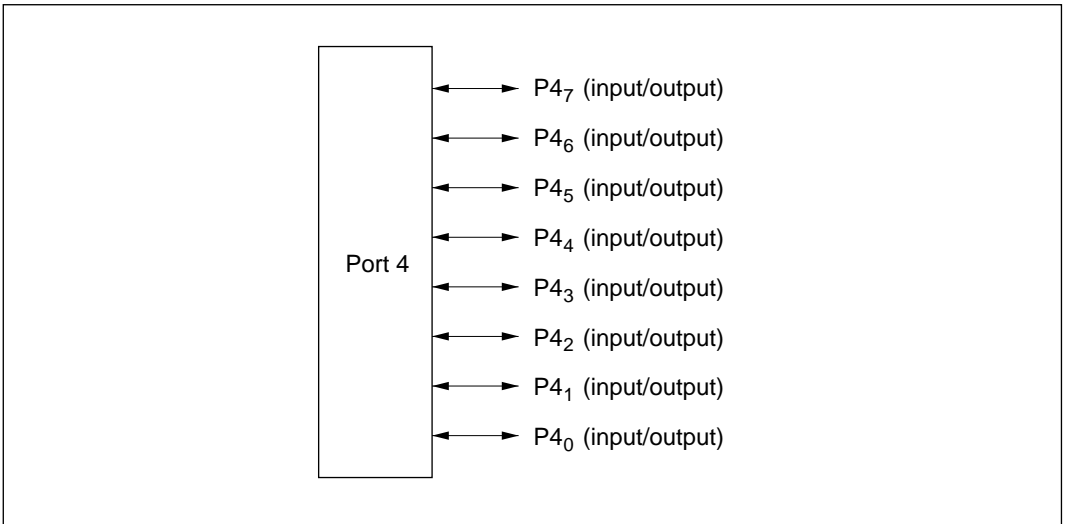 P4₇ (input/output)
P4₆ (input/output)
P4₅ (input/output)
P4₄ (input/output)
Port 4
P4₃ (input/output)
P4₂ (input/output)
P4₁ (input/output)
P4₀ (input/output)